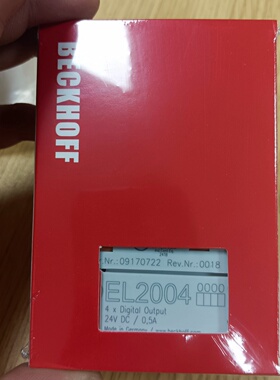 BECKHOFF
.Nr.: 09170722 Rev.Nr.: 0018
EL2004
4 x Digital Output
24V DC / 0,5A
Made in Germany / www.beckhoff.com